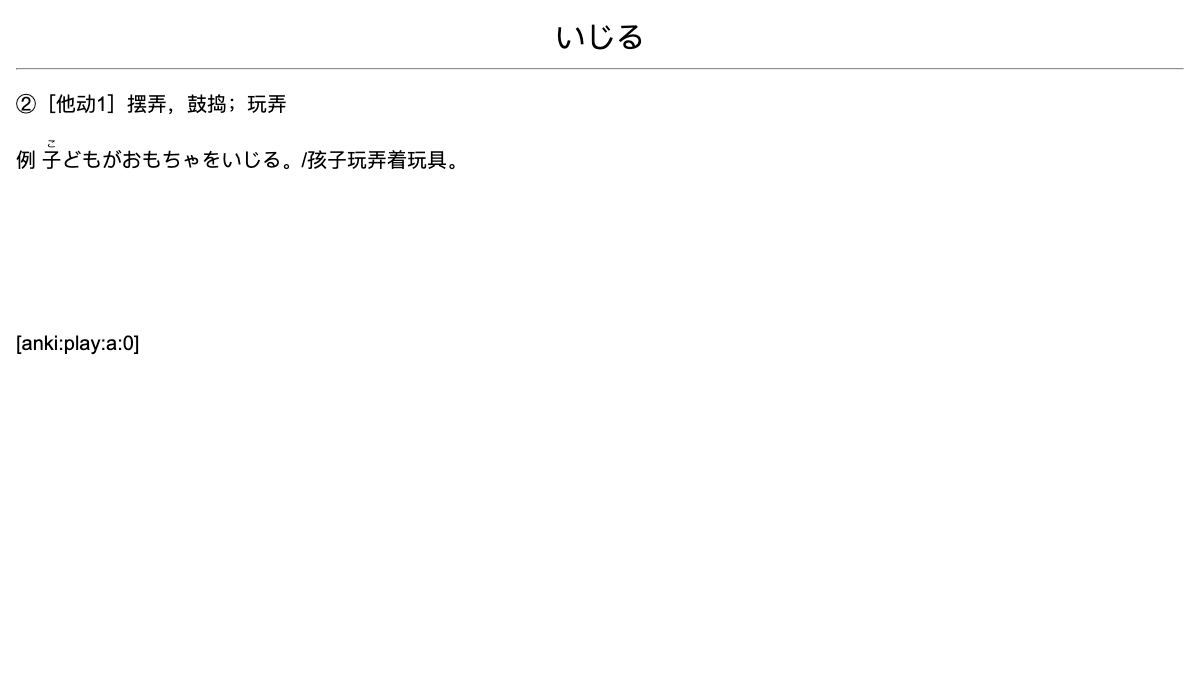 いじる
②［他动1］摆弄，鼓捣；玩弄
こ
例 子どもがおもちゃをいじる。/孩子玩弄着玩具。
[anki:play:a:0]